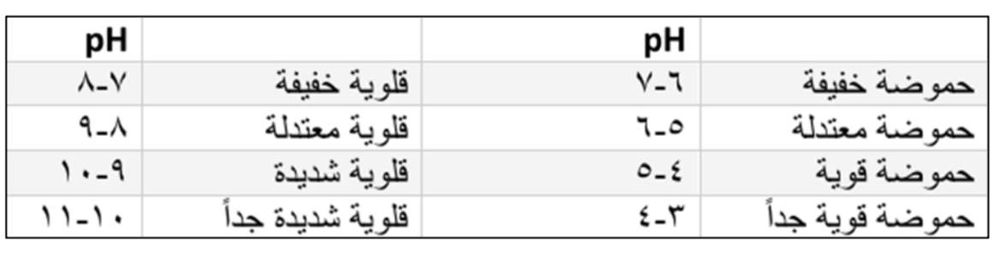 pH pH
حموضة خفيفة ٦-٧ قلوية خفيفة ٧-٨
حموضة معتدلة ٥-٦ قلوية معتدلة ٨-٩
حموضة قوية ٤-٥ قلوية شديدة ٩-١٠
حموضة قوية جداً ٣-٤ قلوية شديدة جداً ١٠-١١